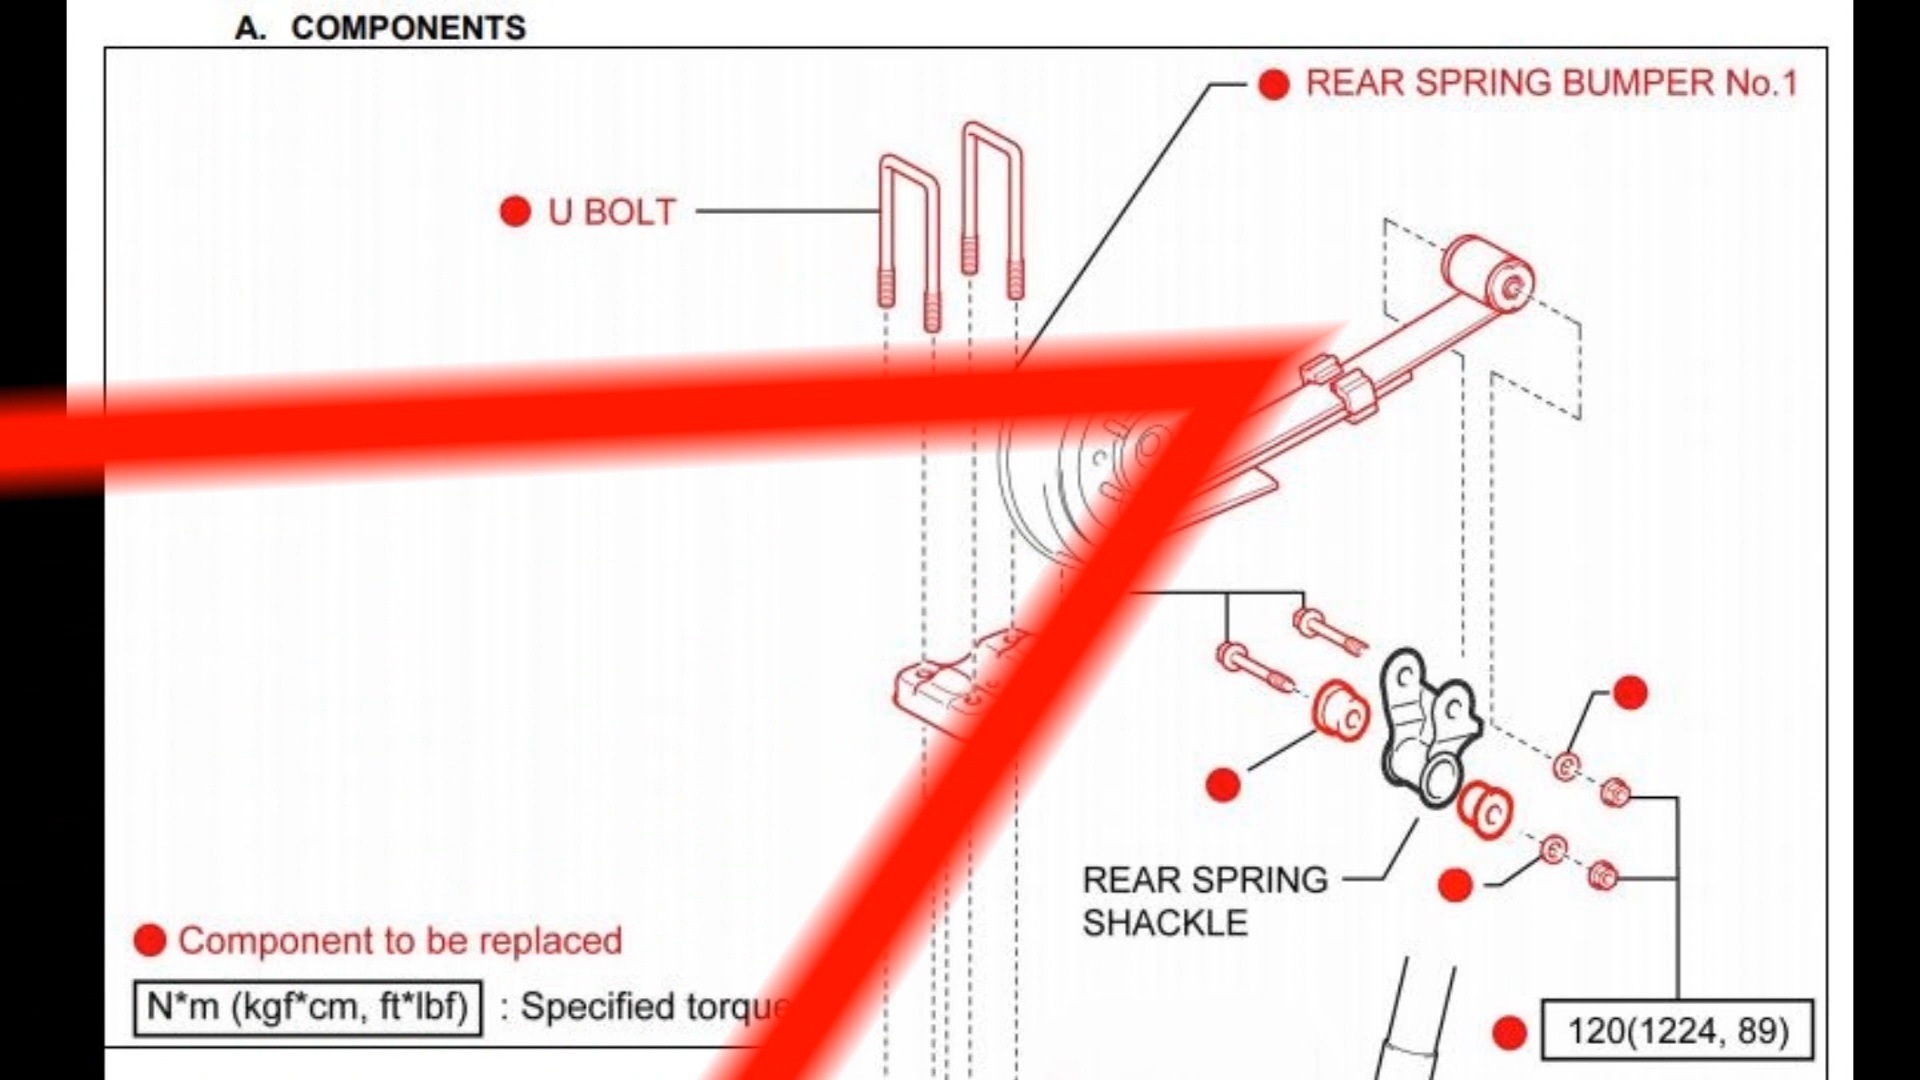 A. COMPONENTS
REAR SPRING BUMPER No.1
U BOLT
REAR SPRING
SHACKLE
Component to be replaced
N*m (kgf*cm, ft*lbf) : Specified torque
120(1224, 89)